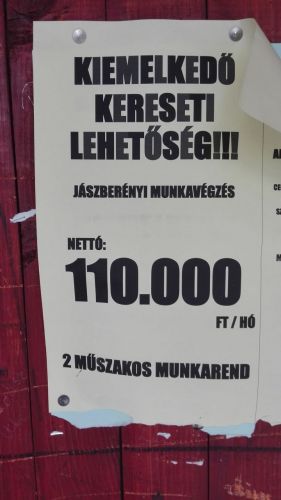 KIEMELKEDŐ
KERESETI
LEHETŐSÉG!!!
JÁSZBERÉNYI MUNKAVÉGZÉS
NETTÓ:
110.000
FT / HÓ
2 MŰSZAKOS MUNKAREND